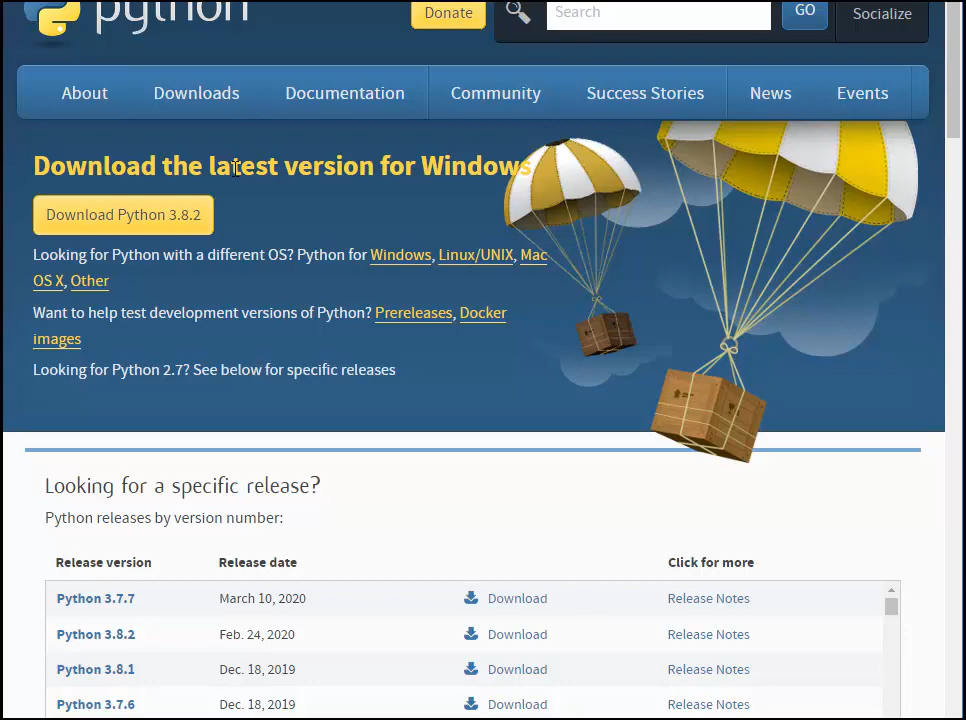 python
Donate
Search
GO
Socialize
About Downloads Documentation Community Success Stories News Events
Download the latest version for Windows
Download Python 3.8.2
Looking for Python with a different OS? Python for Windows, Linux/UNIX, Mac
OS X, Other
Want to help test development versions of Python? Prereleases, Docker
images
Looking for Python 2.7? See below for specific releases
Looking for a specific release?
Python releases by version number:
Release version Release date Click for more
Python 3.7.7 March 10, 2020 Download Release Notes
Python 3.8.2 Feb. 24, 2020 Download Release Notes
Python 3.8.1 Dec. 18, 2019 Download Release Notes
Python 3.7.6 Dec. 18, 2019 Download Release Notes